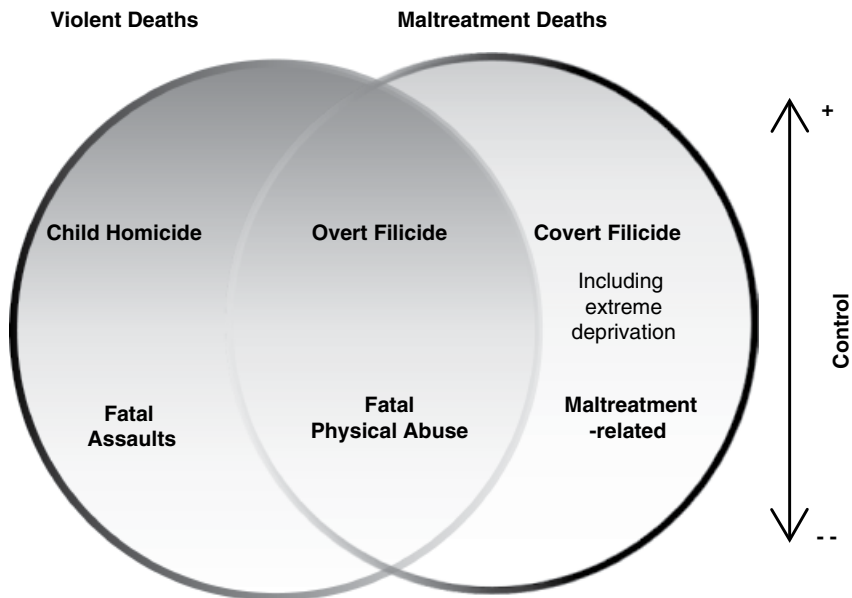 Violent Deaths
Maltreatment Deaths
+
Child Homicide
Overt Filicide
Covert Filicide
Including
extreme
deprivation
Control
Fatal
Assaults
Fatal
Physical Abuse
Maltreatment
-related
- -